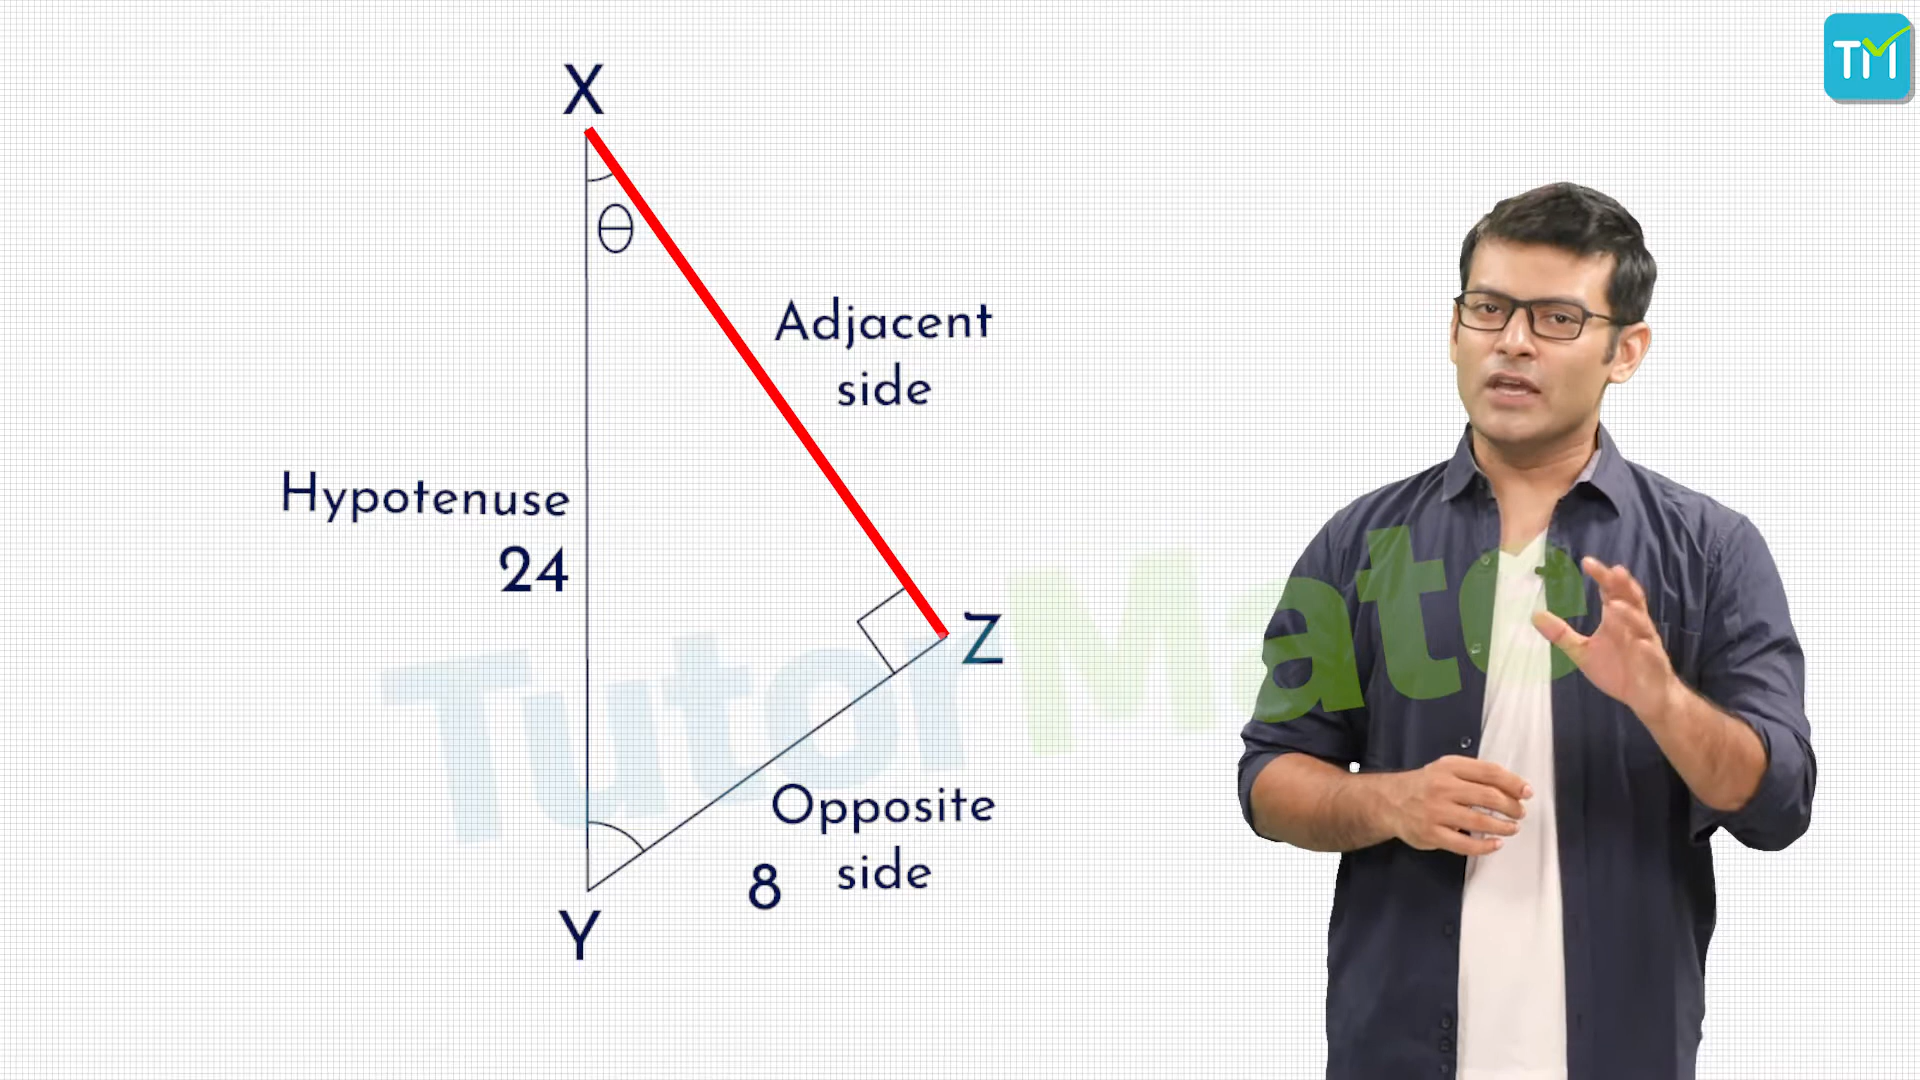 TM
X
θ
Adjacent
side
Hypotenuse
24
Z
TutorMate
Opposite
side
8
Y